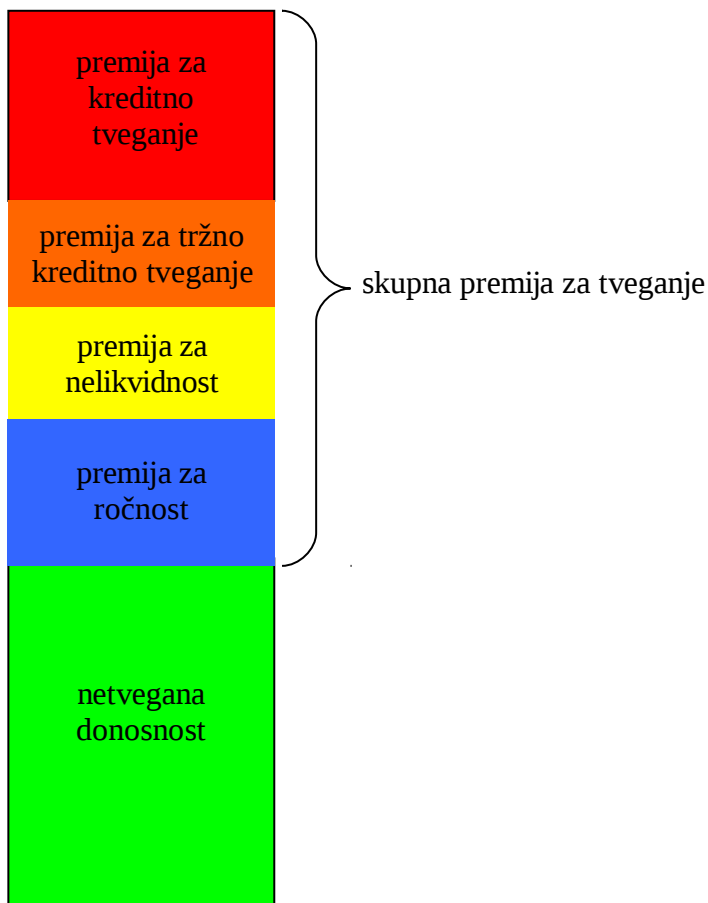 premija za
kreditno
tveganje
premija za tržno
kreditno tveganje
skupna premija za tveganje
premija za
nelikvidnost
premija za
ročnost
netvegana
donosnost